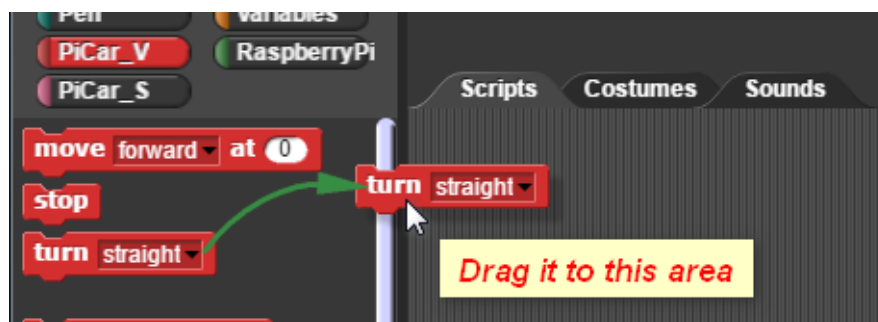 Pen
Variables
PiCar_V
RaspberryPi
PiCar_S
Scripts
Costumes
Sounds
move forward at 0
stop
turn straight
turn straight
Drag it to this area